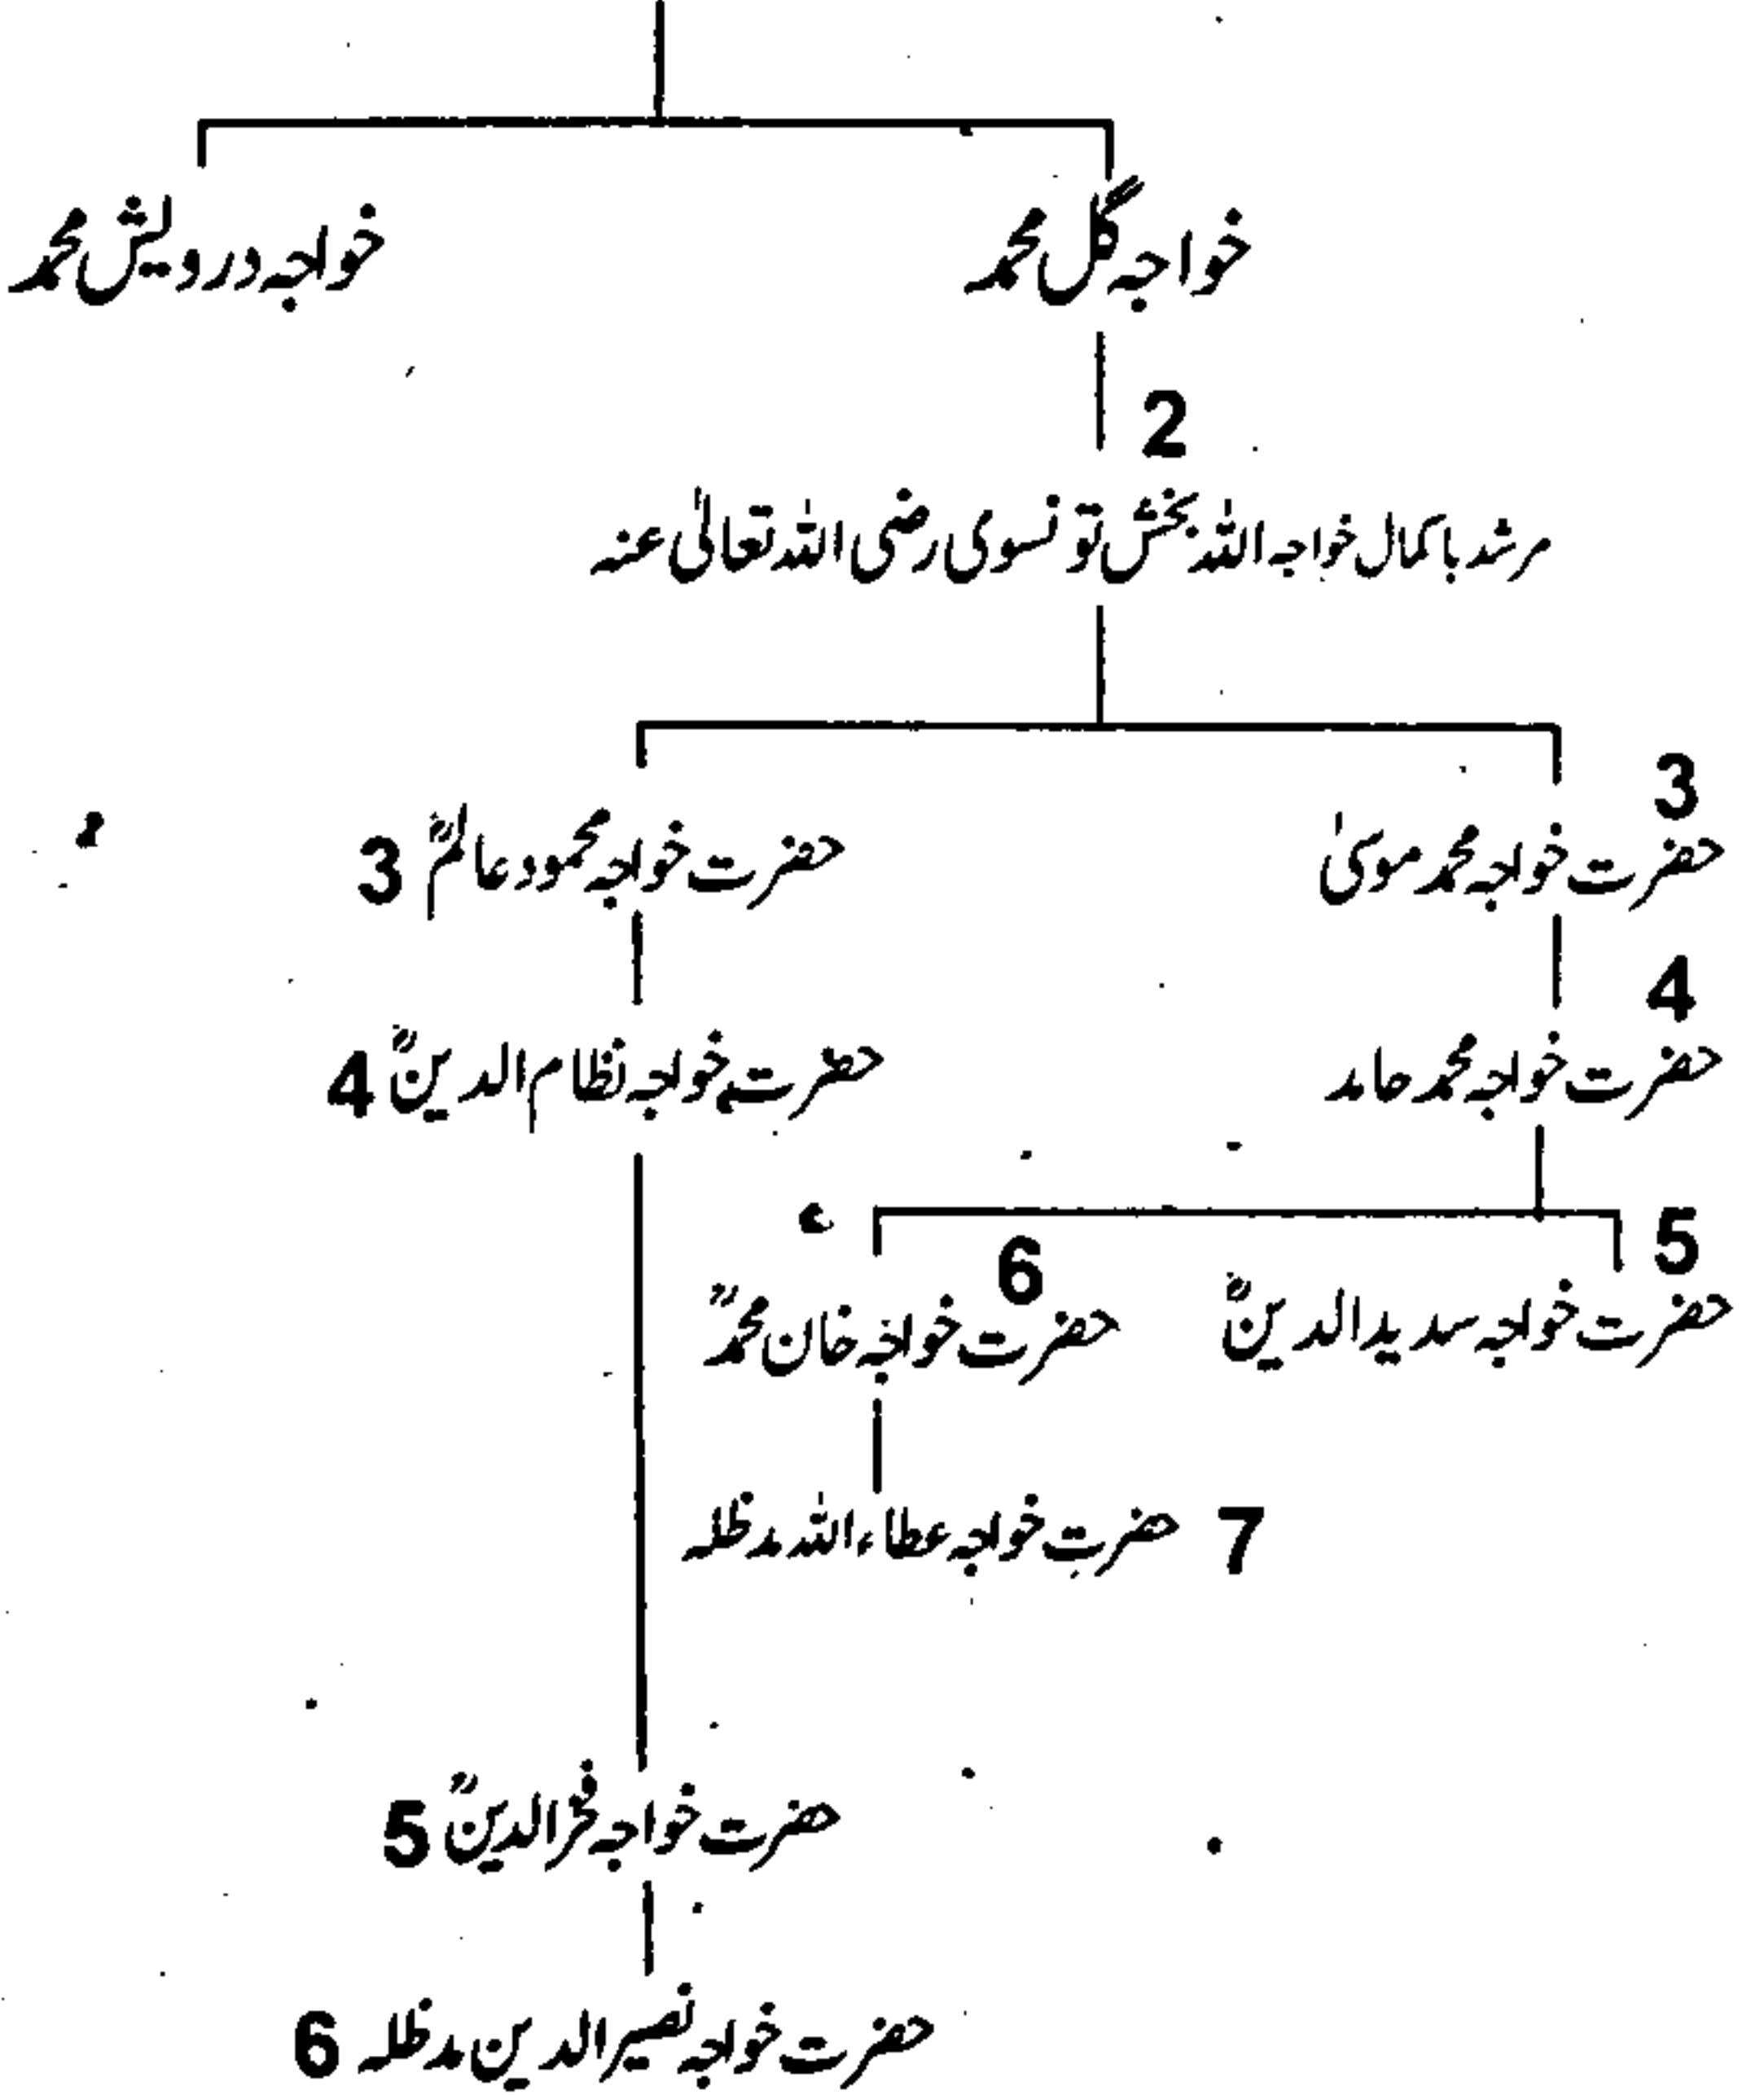 خواجہ گل محمد
خواجہ درویش محمد
2
مرشد باکمال خواجہ اللہ بخش تونسوی رضی اللہ تعالیٰ عنہ
3
حضرت خواجہ محمد موسیٰ
حضرت خواجہ محمود عالمؒ 3
4
حضرت خواجہ محمد حامد
حضرت خواجہ نظام الدینؒ 4
5
حضرت خواجہ سدید الدینؒ
6
حضرت خواجہ خان محمدؒ
7 حضرت خواجہ عطاء اللہ مدظلہ
حضرت خواجہ فخر الدینؒ 5
حضرت خواجہ نصیر الدین مدظلہ 6